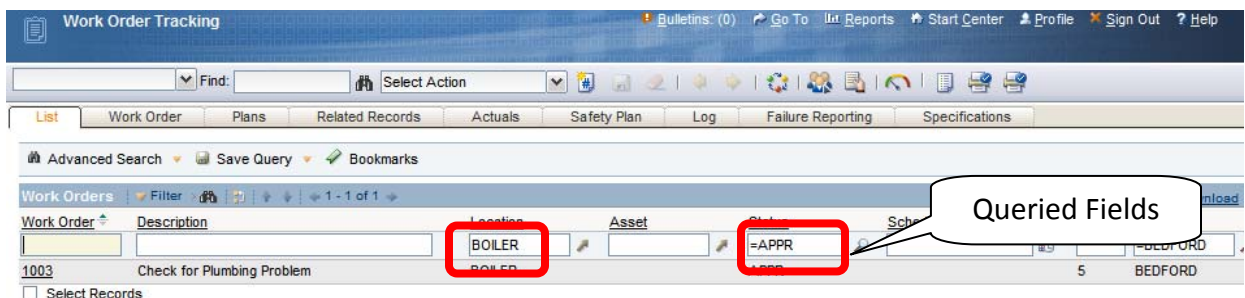 Work Order Tracking
Bulletins: (0) Go To Reports Start Center Profile Sign Out ? Help
Find: Select Action
List Work Order Plans Related Records Actuals Safety Plan Log Failure Reporting Specifications
Advanced Search Save Query Bookmarks
Work Orders Filter 1 - 1 of 1
Queried Fields
Work Order Description Location Asset Status
BOILER =APPR =BEDFORD
1003 Check for Plumbing Problem BOILER APPR 5 BEDFORD
Select Records